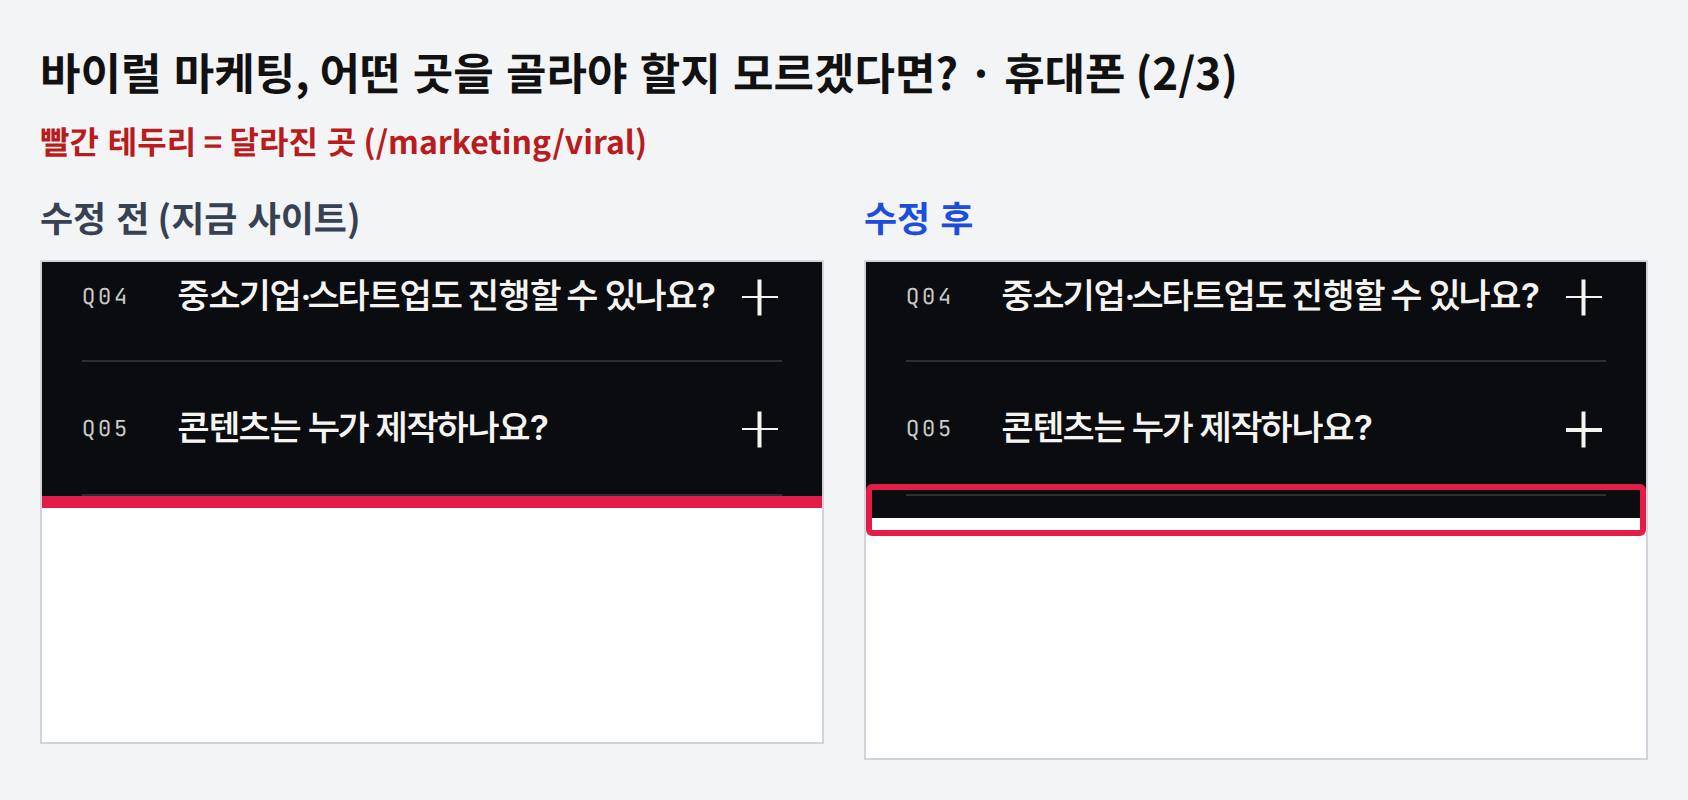 바이럴 마케팅, 어떤 곳을 골라야 할지 모르겠다면? · 휴대폰 (2/3)
빨간 테두리 = 달라진 곳 (/marketing/viral)
수정 전 (지금 사이트)
Q04 중소기업·스타트업도 진행할 수 있나요?
Q05 콘텐츠는 누가 제작하나요?
수정 후
Q04 중소기업·스타트업도 진행할 수 있나요?
Q05 콘텐츠는 누가 제작하나요?